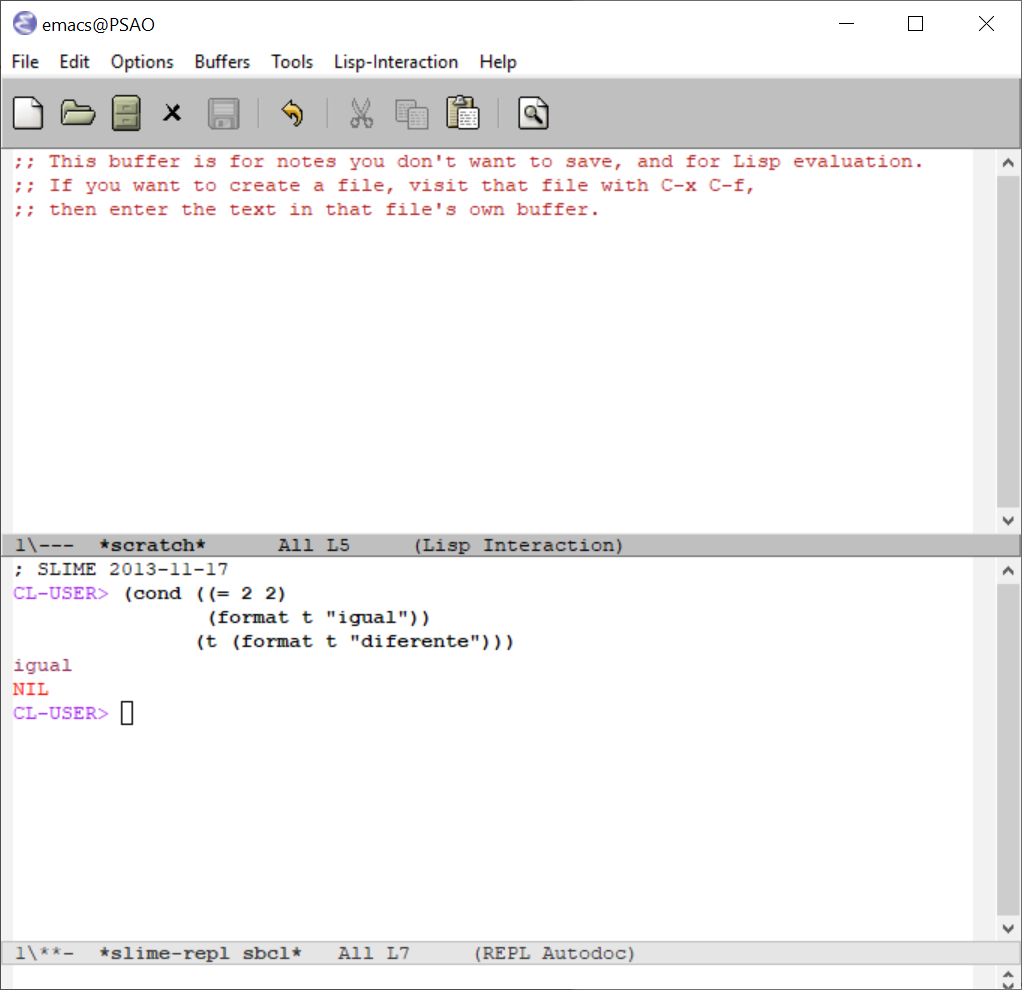 emacs@PSAO
File Edit Options Buffers Tools Lisp-Interaction Help
;; This buffer is for notes you don't want to save, and for Lisp evaluation.
;; If you want to create a file, visit that file with C-x C-f,
;; then enter the text in that file's own buffer.
1\--- *scratch* All L5 (Lisp Interaction)
; SLIME 2013-11-17
CL-USER> (cond ((= 2 2)
(format t "igual"))
(t (format t "diferente")))
igual
NIL
CL-USER>
1\**- *slime-repl sbcl* All L7 (REPL Autodoc)